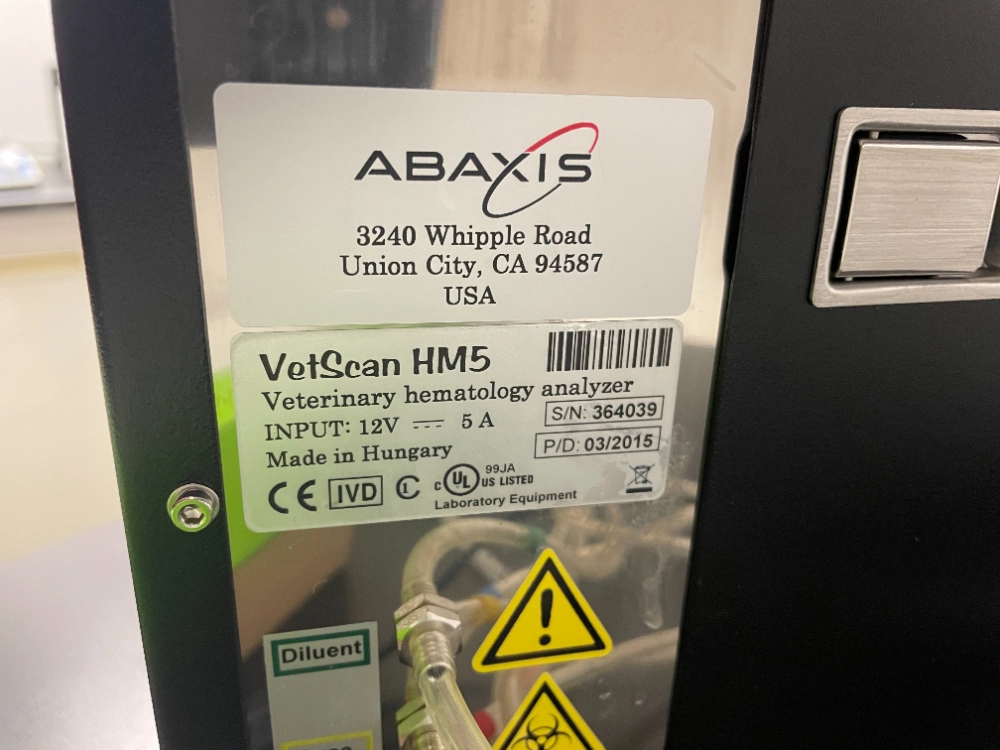 ABAXIS
3240 Whipple Road
Union City, CA 94587
USA
VetScan HM5
Veterinary hematology analyzer
INPUT: 12V 5 A
S/N: 364039
Made in Hungary
P/D: 03/2015
CE IVD
c UL US LISTED
99JA
Laboratory Equipment
Diluent